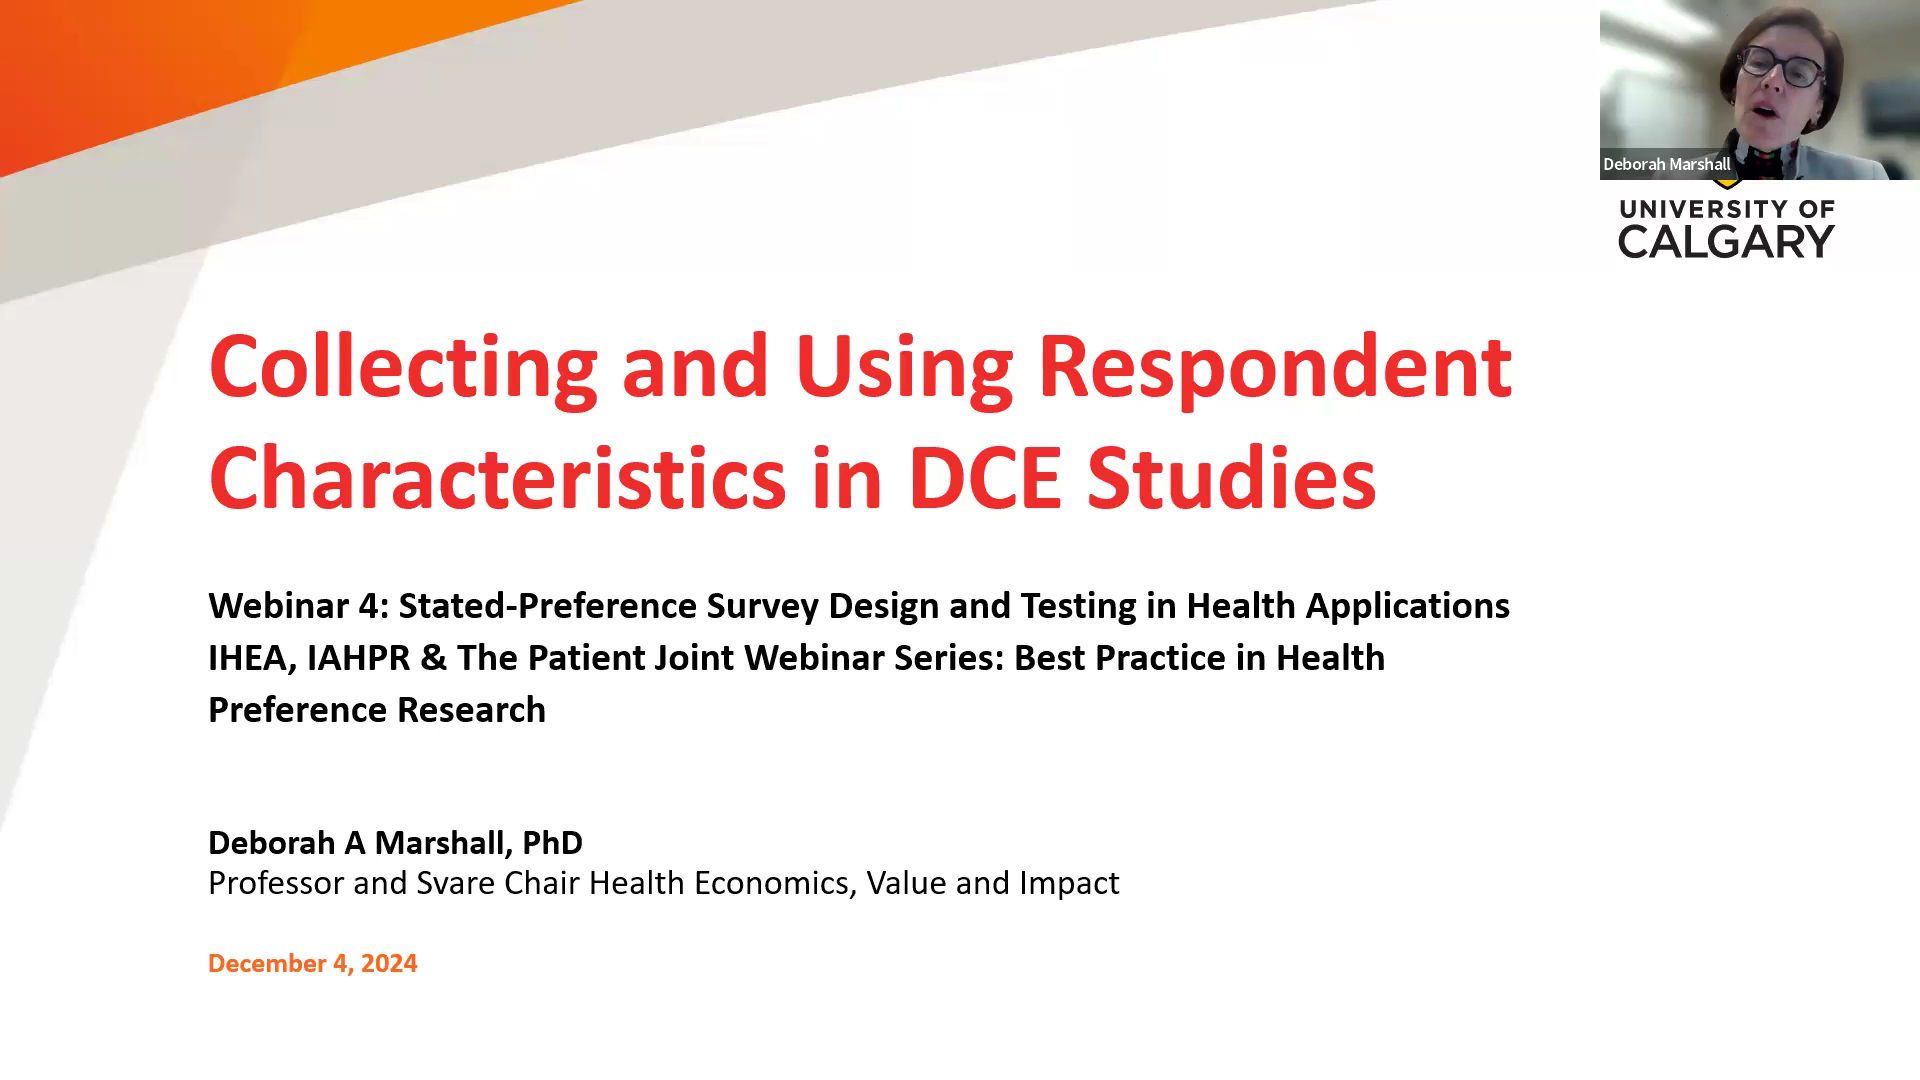 Deborah Marshall
UNIVERSITY OF
CALGARY
Collecting and Using Respondent
Characteristics in DCE Studies
Webinar 4: Stated-Preference Survey Design and Testing in Health Applications
IHEA, IAHPR & The Patient Joint Webinar Series: Best Practice in Health
Preference Research
Deborah A Marshall, PhD
Professor and Svare Chair Health Economics, Value and Impact
December 4, 2024